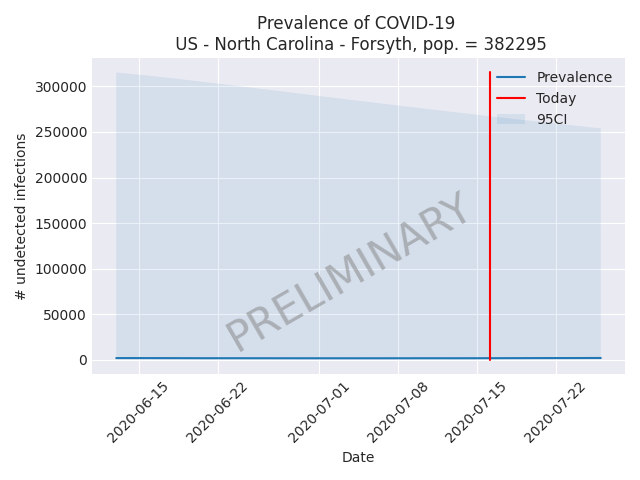 Prevalence of COVID-19
US - North Carolina - Forsyth, pop. = 382295
Prevalence
Today
95CI
300000
250000
200000
150000
100000
50000
0
# undetected infections
PRELIMINARY
2020-06-15
2020-06-22
2020-07-01
2020-07-08
2020-07-15
2020-07-22
Date